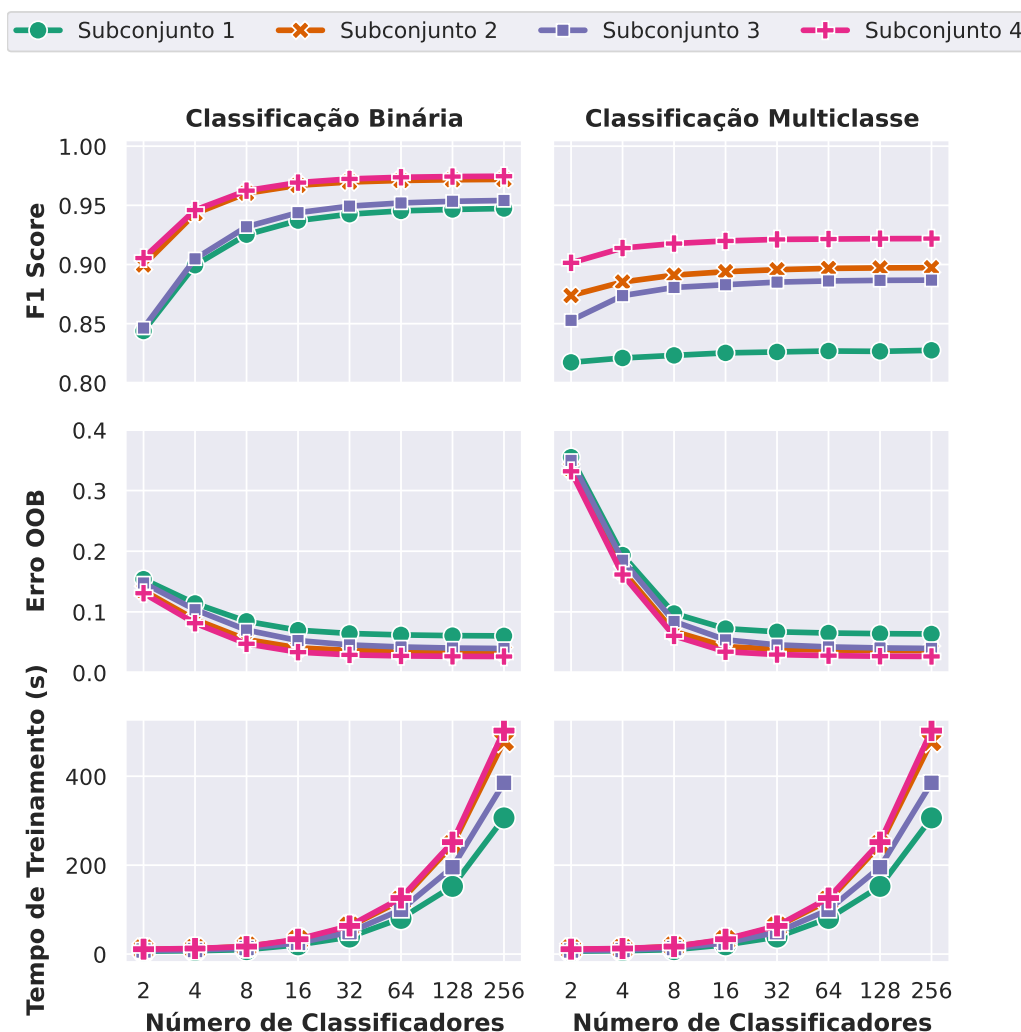 Subconjunto 1 Subconjunto 2 Subconjunto 3 Subconjunto 4
Classificação Binária
Classificação Multiclasse
F1 Score
1.00
0.95
0.90
0.85
0.80
Erro OOB
0.4
0.3
0.2
0.1
0.0
Tempo de Treinamento (s)
400
200
0
2 4 8 16 32 64 128 256
2 4 8 16 32 64 128 256
Número de Classificadores
Número de Classificadores